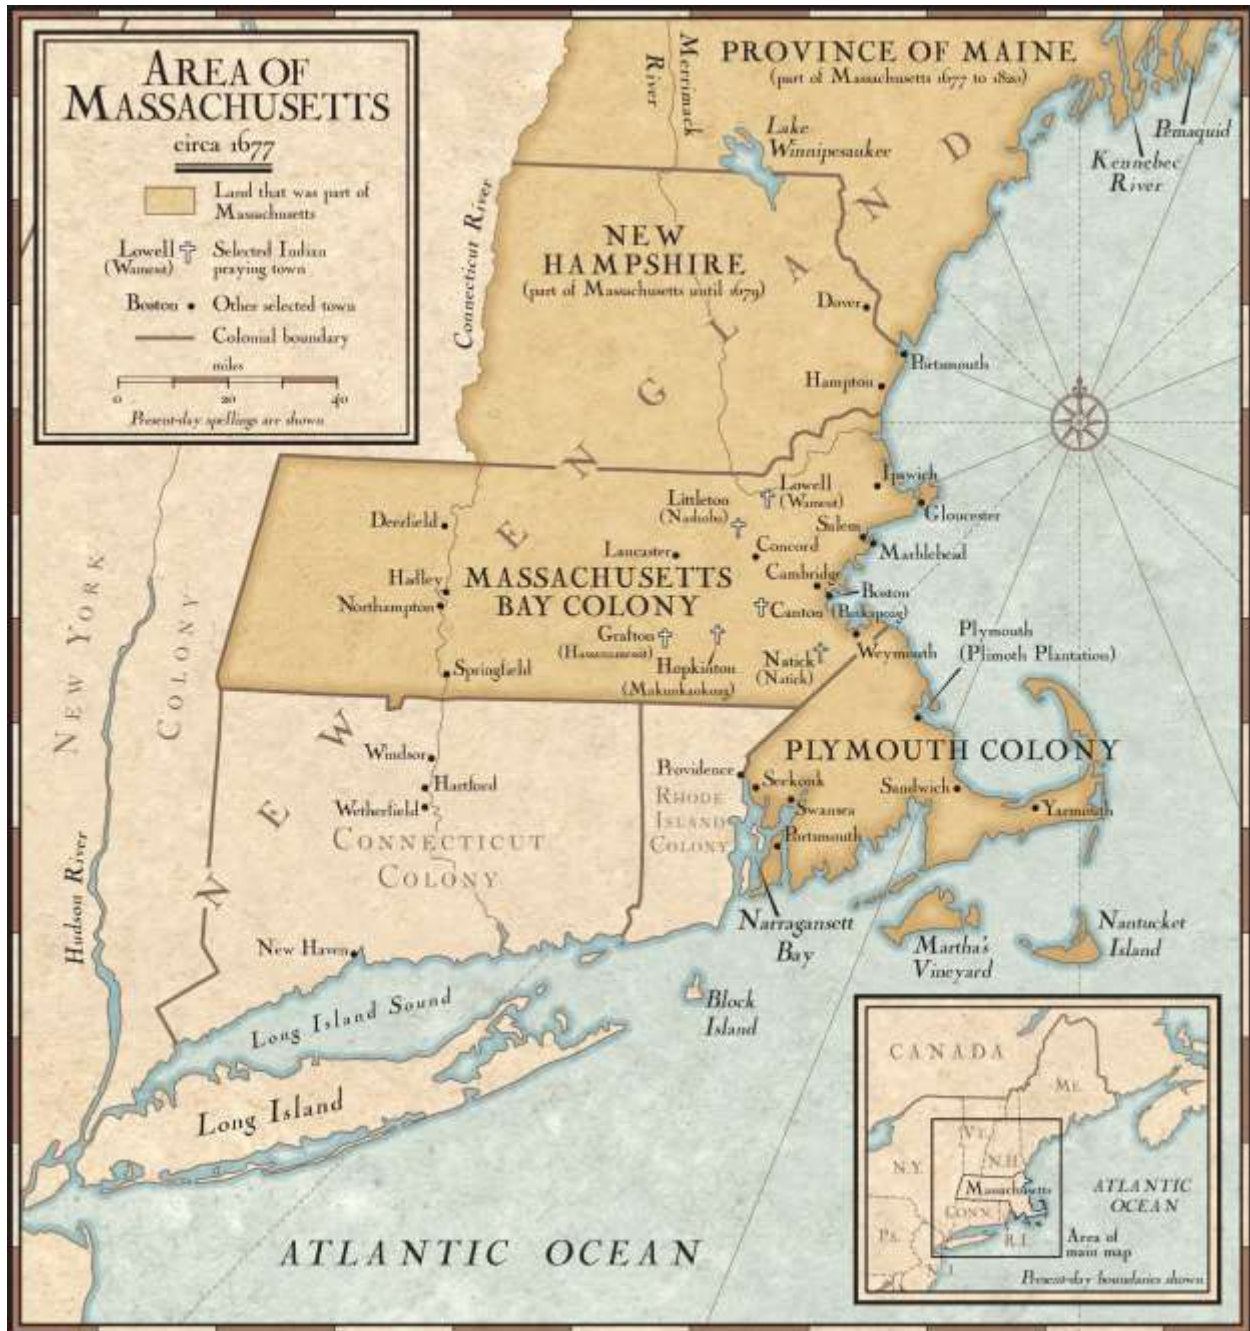 AREA OF
MASSACHUSETTS
circa 1677
Land that was part of
Massachusetts
Lowell
(Wamesit)
Selected Indian
praying town
Boston
Other selected town
Colonial boundary
miles
0 20 40
Present-day spellings are shown
PROVINCE OF MAINE
(part of Massachusetts 1677 to 1820)
Merrimack
River
Lake
Winnipesaukee
Pemaquid
Kennebec
River
Connecticut River
NEW
HAMPSHIRE
(part of Massachusetts until 1679)
Dover
Portsmouth
Hampton
NEW ENGLAND
Ipswich
Lowell
(Wamesit)
Littleton
(Nashoba)
Gloucester
Salem
Marblehead
Deerfield
Lancaster
Concord
Cambridge
Hadley
MASSACHUSETTS
BAY COLONY
Boston
Northampton
Canton (Punkapoag)
Grafton
(Hassanamesit)
Hopkinton
(Makunkaokoag)
Natick
(Natick)
Weymouth
Plymouth
(Plimoth Plantation)
Springfield
NEW YORK
COLONY
Windsor
Hartford
Wetherfield
CONNECTICUT
COLONY
Providence
RHODE
ISLAND
COLONY
PLYMOUTH COLONY
Seekonk
Swansea
Portsmouth
Sandwich
Yarmouth
Hudson River
New Haven
Narragansett
Bay
Martha's
Vineyard
Nantucket
Island
Block
Island
Long Island Sound
Long Island
ATLANTIC OCEAN
CANADA
ME.
VT.
N.H.
N.Y.
Massachusetts
ATLANTIC
OCEAN
CONN.
R.I.
PA.
N.J.
Area of
main map
Present-day boundaries shown